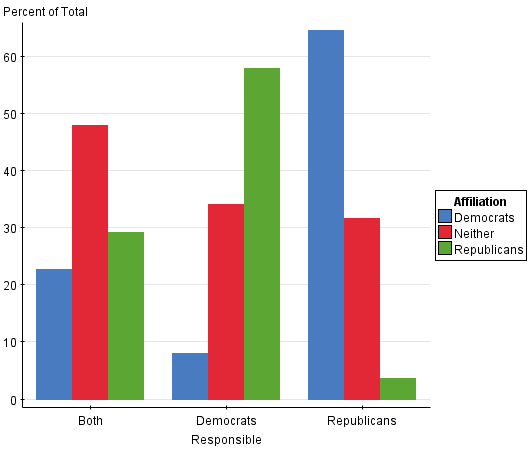 Percent of Total
60
50
40
30
20
10
0
Both Democrats Republicans
Responsible
Affiliation
Democrats
Neither
Republicans